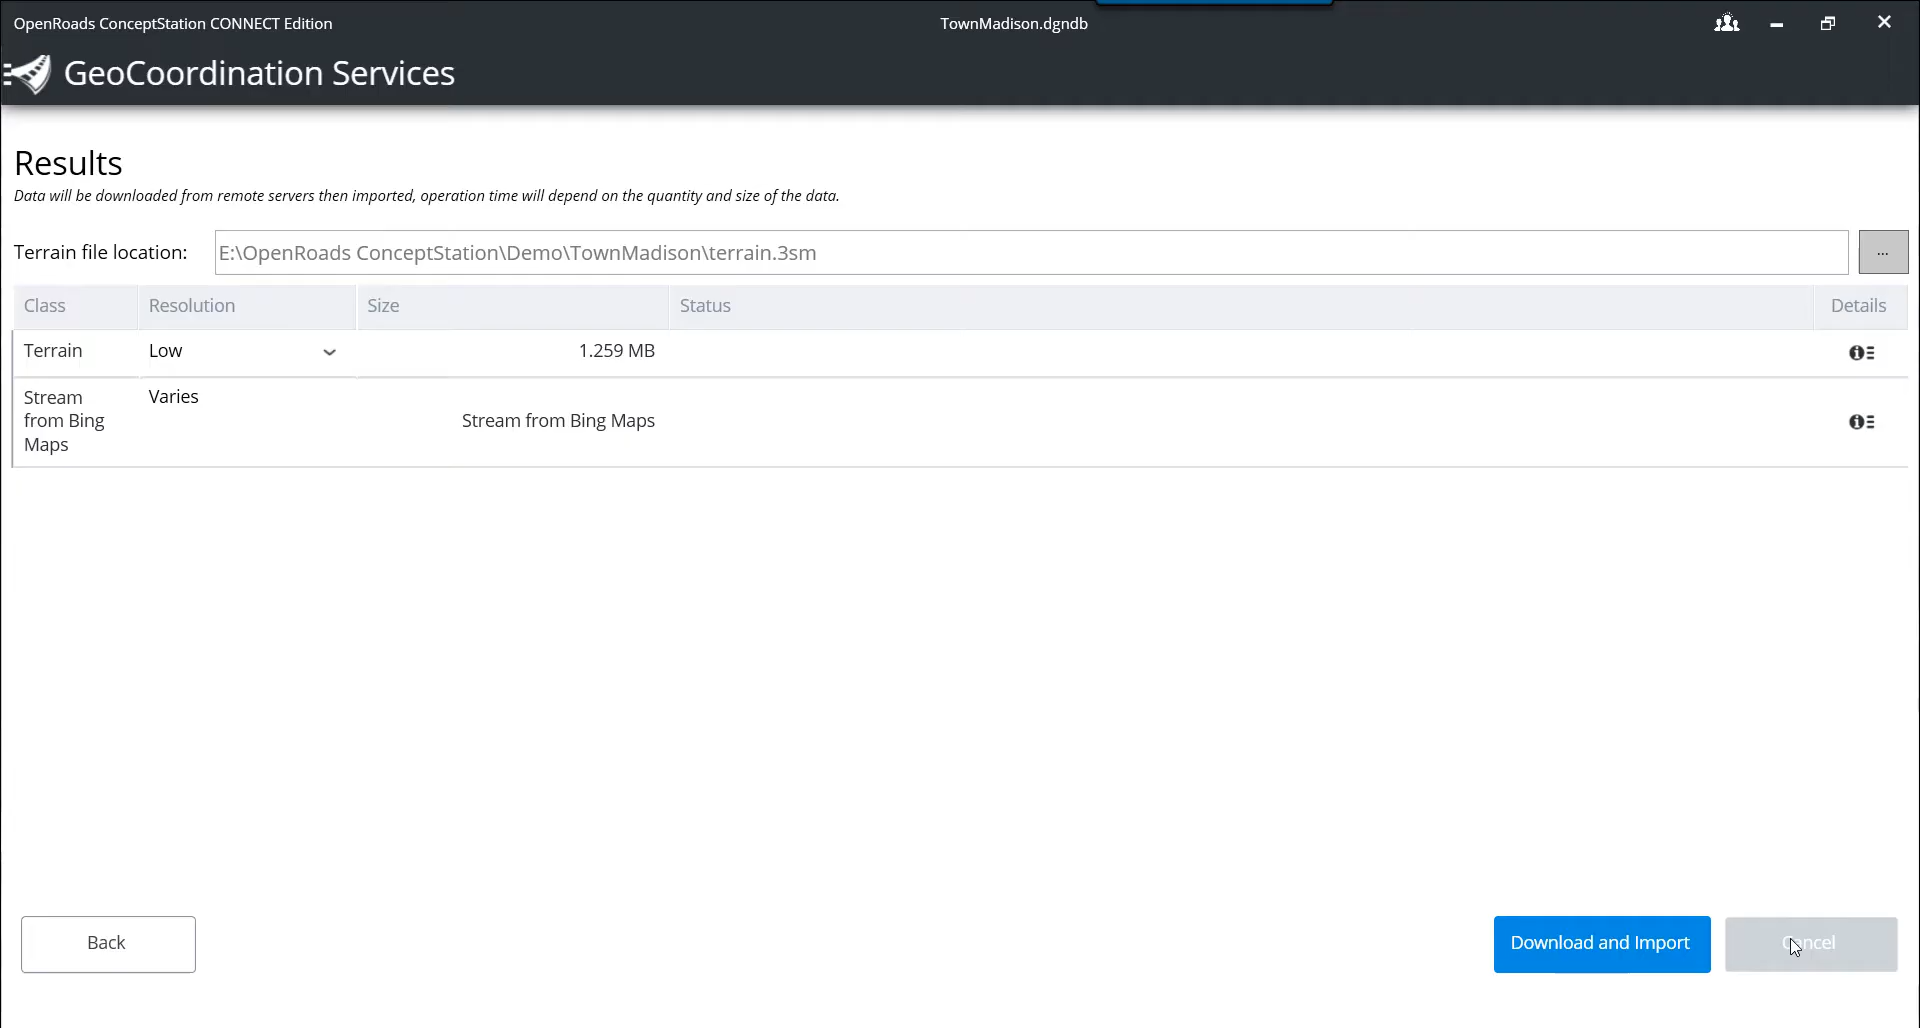 OpenRoads ConceptStation CONNECT Edition
TownMadison.dgndb
GeoCoordination Services
Results
Data will be downloaded from remote servers then imported, operation time will depend on the quantity and size of the data.
Terrain file location:
E:\OpenRoads ConceptStation\Demo\TownMadison\terrain.3sm
...
Class Resolution Size Status Details
Terrain Low 1.259 MB
Stream
from Bing
Maps
Varies
Stream from Bing Maps
Back
Download and Import
Cancel